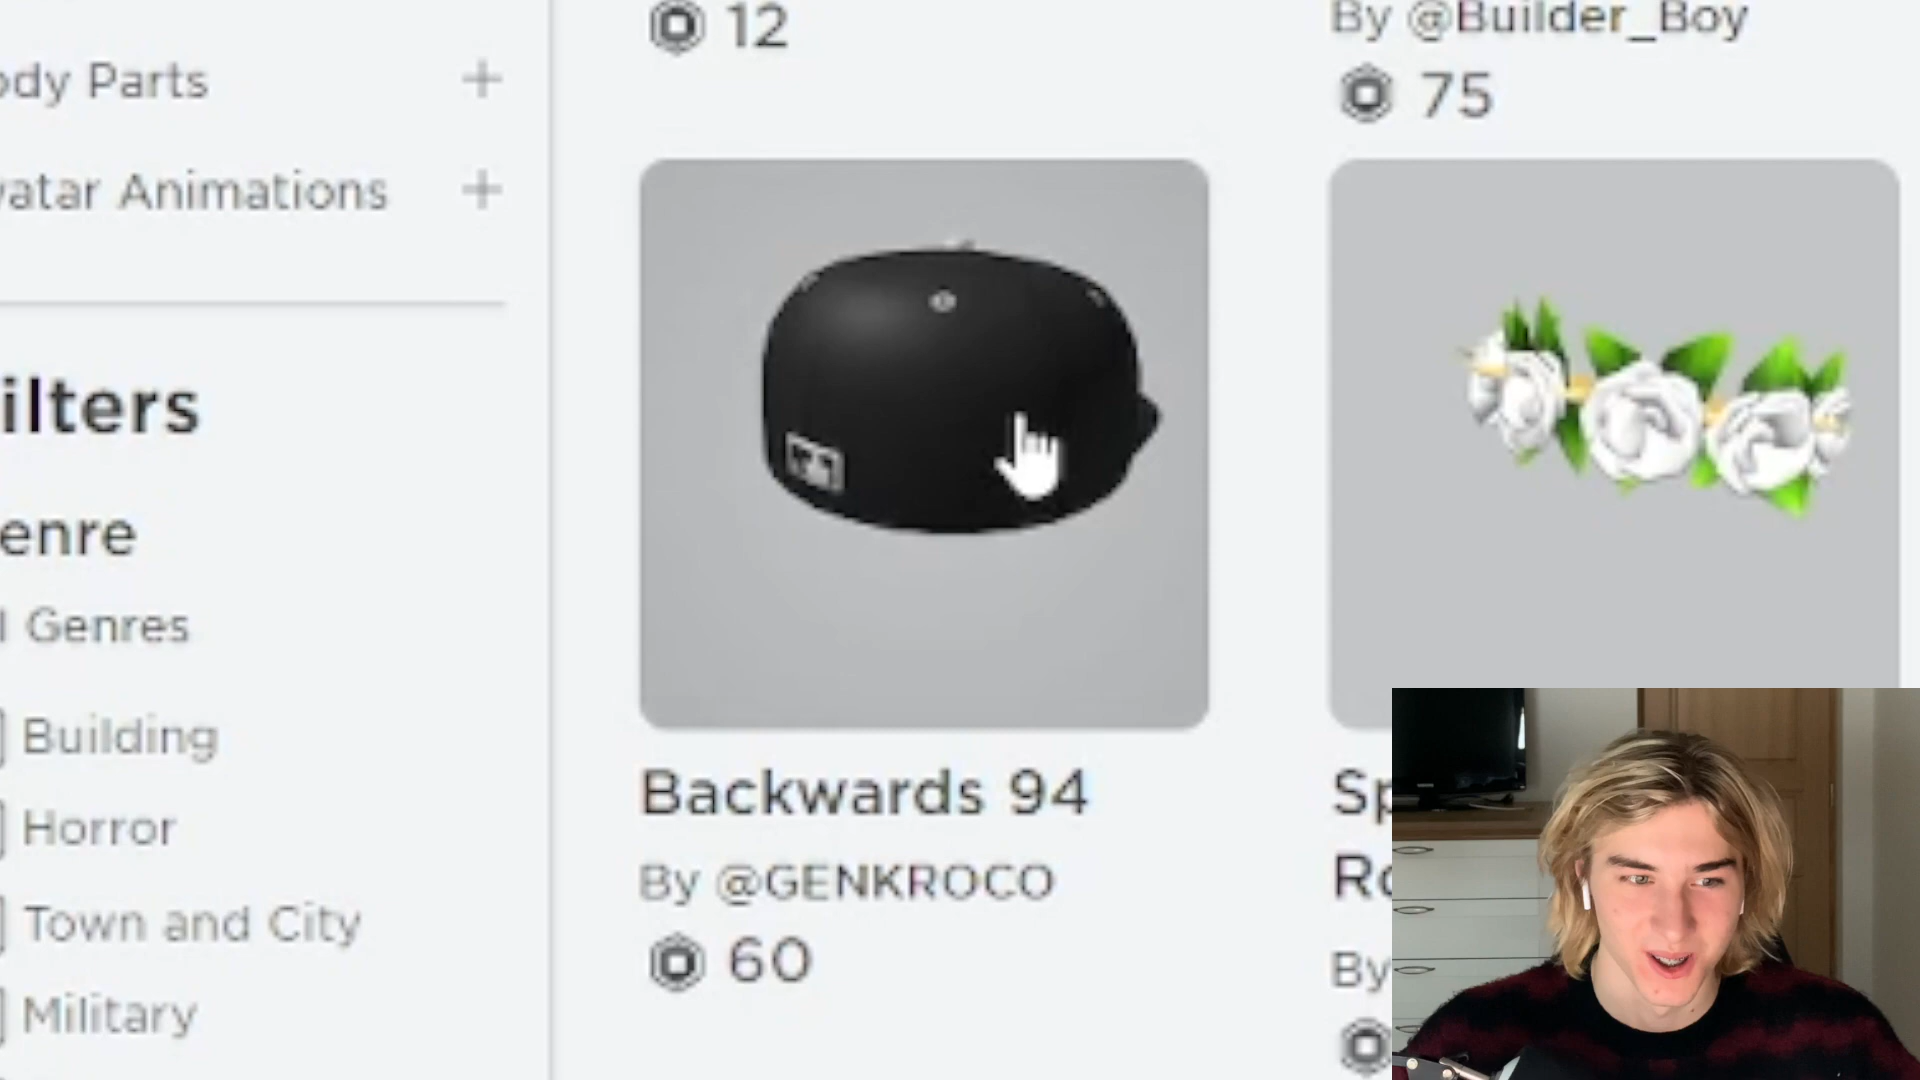 ody Parts
vatar Animations
ilters
enre
Genres
Building
Horror
Town and City
Military
12
Backwards 94
By @GENKROCO
60
By @Builder_Boy
75
Sp
Ro
By